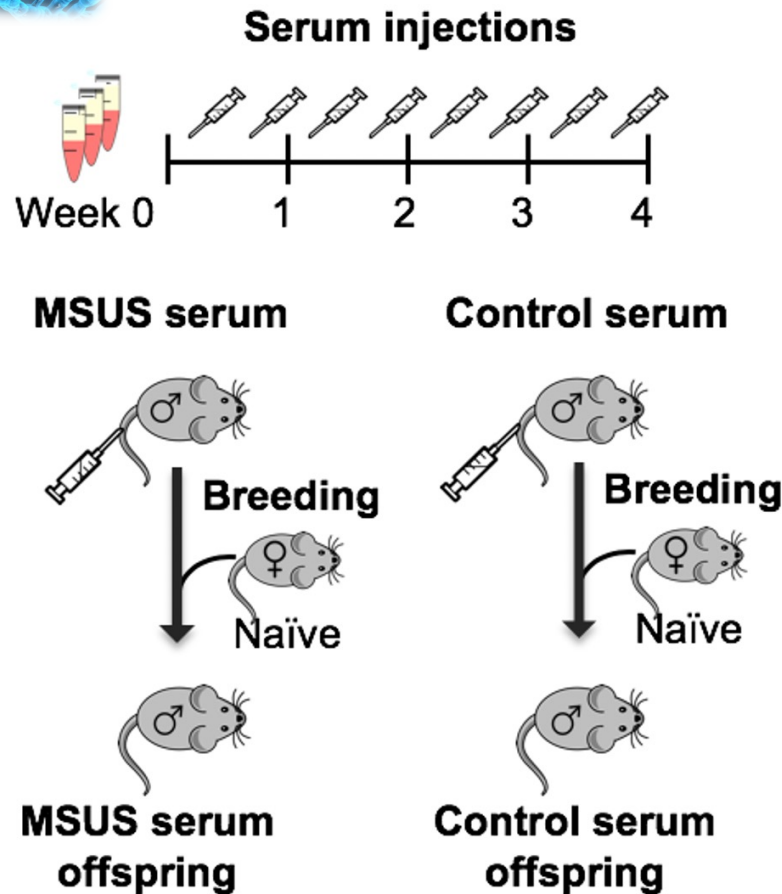 Serum injections
Week 0 1 2 3 4
MSUS serum Control serum
♂ ♂
Breeding Breeding
♀ ♀
Naïve Naïve
♂ ♂
MSUS serum Control serum
offspring offspring